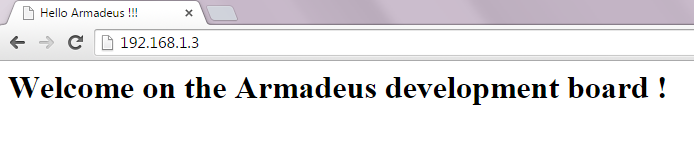 Hello Armadeus !!!
192.168.1.3
Welcome on the Armadeus development board !